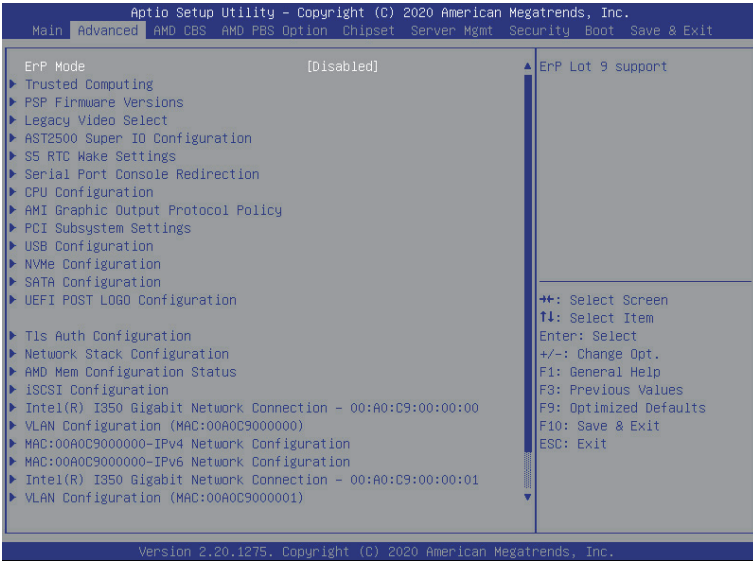 Aptio Setup Utility – Copyright (C) 2020 American Megatrends, Inc.
Main Advanced AMD CBS AMD PBS Option Chipset Server Mgmt Security Boot Save & Exit
ErP Mode [Disabled]
Trusted Computing
PSP Firmware Versions
Legacy Video Select
AST2500 Super IO Configuration
S5 RTC Wake Settings
Serial Port Console Redirection
CPU Configuration
AMI Graphic Output Protocol Policy
PCI Subsystem Settings
USB Configuration
NVMe Configuration
SATA Configuration
UEFI POST LOGO Configuration
Tls Auth Configuration
Network Stack Configuration
AMD Mem Configuration Status
iSCSI Configuration
Intel(R) I350 Gigabit Network Connection – 00:A0:C9:00:00:00
VLAN Configuration (MAC:00A0C9000000)
MAC:00A0C9000000–IPv4 Network Configuration
MAC:00A0C9000000–IPv6 Network Configuration
Intel(R) I350 Gigabit Network Connection – 00:A0:C9:00:00:01
VLAN Configuration (MAC:00A0C9000001)
ErP Lot 9 support
→←: Select Screen
↑↓: Select Item
Enter: Select
+/–: Change Opt.
F1: General Help
F3: Previous Values
F9: Optimized Defaults
F10: Save & Exit
ESC: Exit
Version 2.20.1275. Copyright (C) 2020 American Megatrends, Inc.